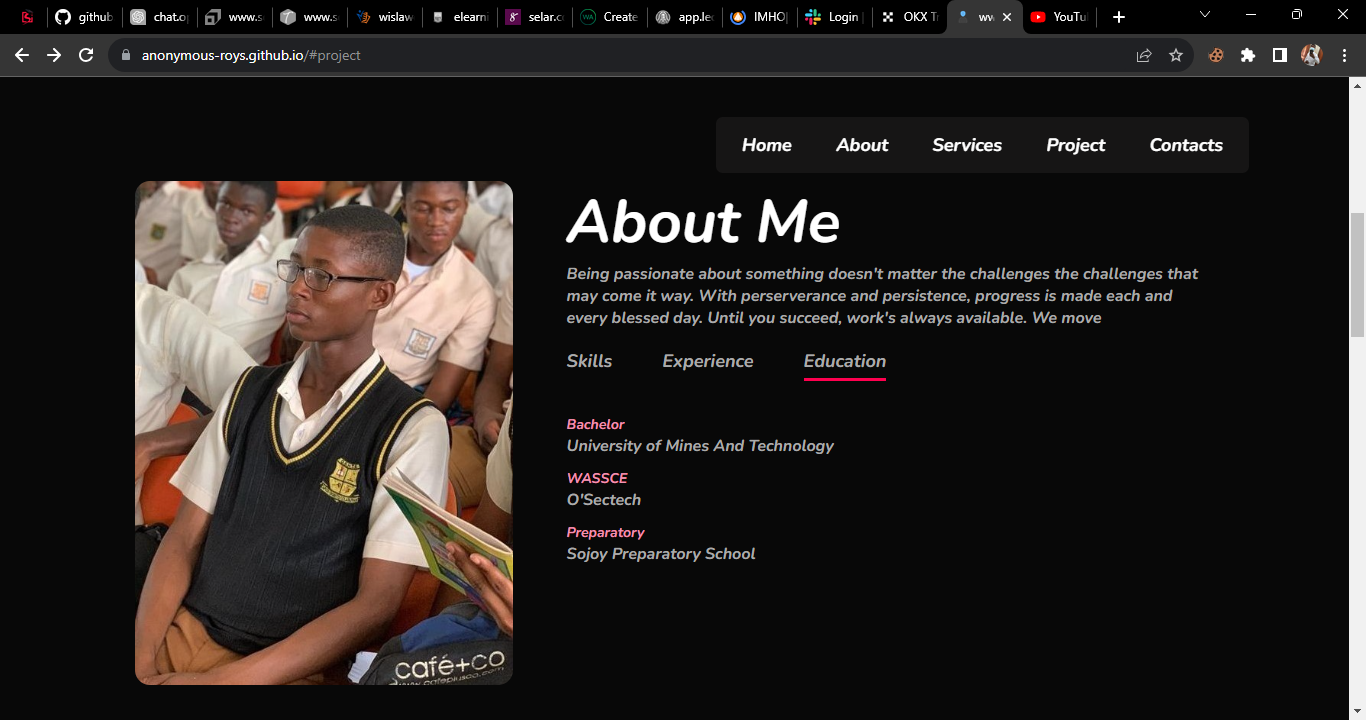 github
chat.o
www.s
www.s
wislaw
elearni
selar.c
Create
app.le
IMHO
Login
OKX T
ww
YouTu
anonymous-roys.github.io/#project
Home About Services Project Contacts
About Me
Being passionate about something doesn't matter the challenges the challenges that
may come it way. With perserverance and persistence, progress is made each and
every blessed day. Until you succeed, work's always available. We move
Skills Experience Education
Bachelor
University of Mines And Technology
WASSCE
O'Sectech
Preparatory
Sojoy Preparatory School
café+co
www.cafeplusco.com